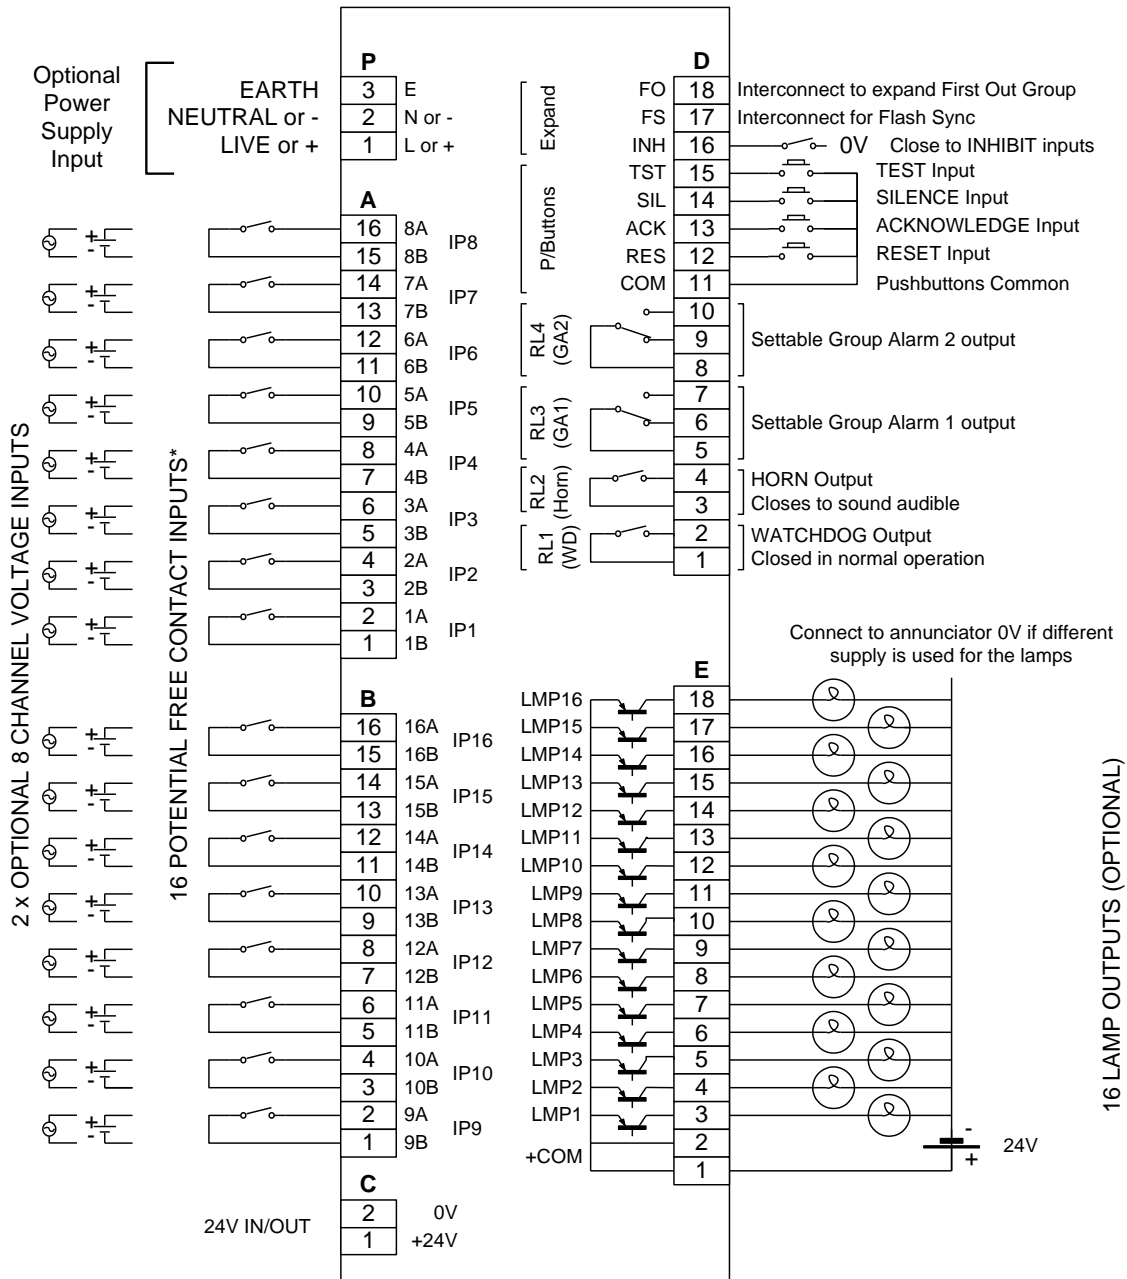 Optional
Power
Supply
Input
EARTH
NEUTRAL or -
LIVE or +
P
3 E
2 N or -
1 L or +
A
16 8A
15 8B
IP8
14 7A
13 7B
IP7
12 6A
11 6B
IP6
10 5A
9 5B
IP5
8 4A
7 4B
IP4
6 3A
5 3B
IP3
4 2A
3 2B
IP2
2 1A
1 1B
IP1
2 x OPTIONAL 8 CHANNEL VOLTAGE INPUTS
16 POTENTIAL FREE CONTACT INPUTS*
B
16 16A
15 16B
IP16
14 15A
13 15B
IP15
12 14A
11 14B
IP14
10 13A
9 13B
IP13
8 12A
7 12B
IP12
6 11A
5 11B
IP11
4 10A
3 10B
IP10
2 9A
1 9B
IP9
C
24V IN/OUT
2 0V
1 +24V
D
Expand
FO 18 Interconnect to expand First Out Group
FS 17 Interconnect for Flash Sync
INH 16 0V Close to INHIBIT inputs
P/Buttons
TST 15 TEST Input
SIL 14 SILENCE Input
ACK 13 ACKNOWLEDGE Input
RES 12 RESET Input
COM 11 Pushbuttons Common
RL4
(GA2)
10
9 Settable Group Alarm 2 output
8
RL3
(GA1)
7
6 Settable Group Alarm 1 output
5
RL2
(Horn)
4 HORN Output
3 Closes to sound audible
RL1
(WD)
2 WATCHDOG Output
1 Closed in normal operation
Connect to annunciator 0V if different
supply is used for the lamps
E
LMP16 18
LMP15 17
LMP14 16
LMP13 15
LMP12 14
LMP11 13
LMP10 12
LMP9 11
LMP8 10
LMP7 9
LMP6 8
LMP5 7
LMP4 6
LMP3 5
LMP2 4
LMP1 3
+COM
2
1
- 24V
+
16 LAMP OUTPUTS (OPTIONAL)